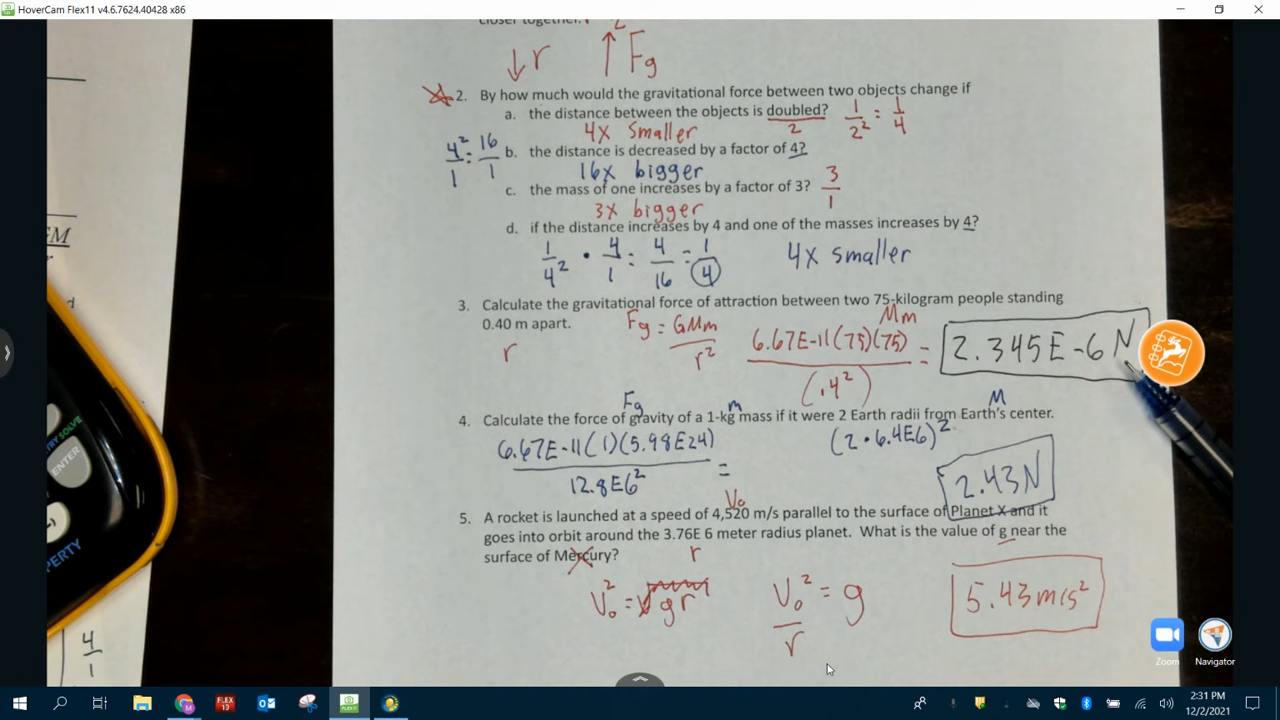 HoverCam Flex11 v4.6.7624.40428 x86
closer together.
↓ r ↑ Fg
2. By how much would the gravitational force between two objects change if
a. the distance between the objects is doubled? 1/2² = 1/4
4x smaller 2
4²/1 = 16/1 b. the distance is decreased by a factor of 4?
16x bigger
c. the mass of one increases by a factor of 3? 3/1
3x bigger
d. if the distance increases by 4 and one of the masses increases by 4?
1/4² · 4/1 = 4/16 = 1/4 4x smaller
3. Calculate the gravitational force of attraction between two 75-kilogram people standing
Mm
0.40 m apart. Fg = GMm/r² 6.67E-11(75)(75)/(.4²) = 2.345E-6 N
r
Fg m M
4. Calculate the force of gravity of a 1-kg mass if it were 2 Earth radii from Earth's center.
6.67E-11(1)(5.98E24)/12.8E6² = (2·6.4E6)² 2.43N
Vo
5. A rocket is launched at a speed of 4,520 m/s parallel to the surface of Planet X and it
goes into orbit around the 3.76E 6 meter radius planet. What is the value of g near the
surface of Mercury? r
Vo² = gr Vo²/r = g 5.43 m/s²
EM
SOLVE
ENTER
PROPERTY
4/1
Zoom
Navigator
FLEX
13
FLEX11
2:31 PM
12/2/2021